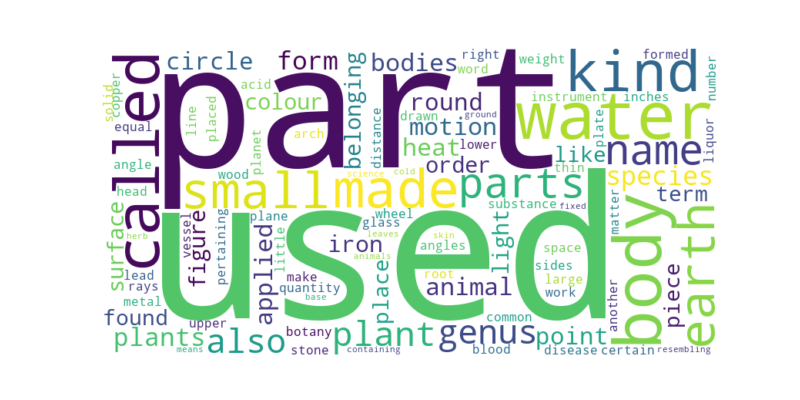 circle
form
bodies
right
weight
formed
word
kind
acid
colour
called
part
used
solid
copper
equal
line
placed
planet
arch
belonging
round
drawn
ground
motion
distance
heat
lower
order
instrument
inches
plate
number
liquor
water
like
name
thin
angle
head
wood
science
cold
species
small
made
parts
substance
fixed
term
herb
surface
vessel
figure
pertaining
plane
little
wheel
glass
skin
leaves
angles
animals
light
space
matter
body
earth
lead
rays
metal
applied
iron
make
quantity
base
place
root
animal
sides
large
work
another
piece
found
upper
plants
also
means
botany
stone
containing
plant
blood
genus
common
point
disease
certain
resembling